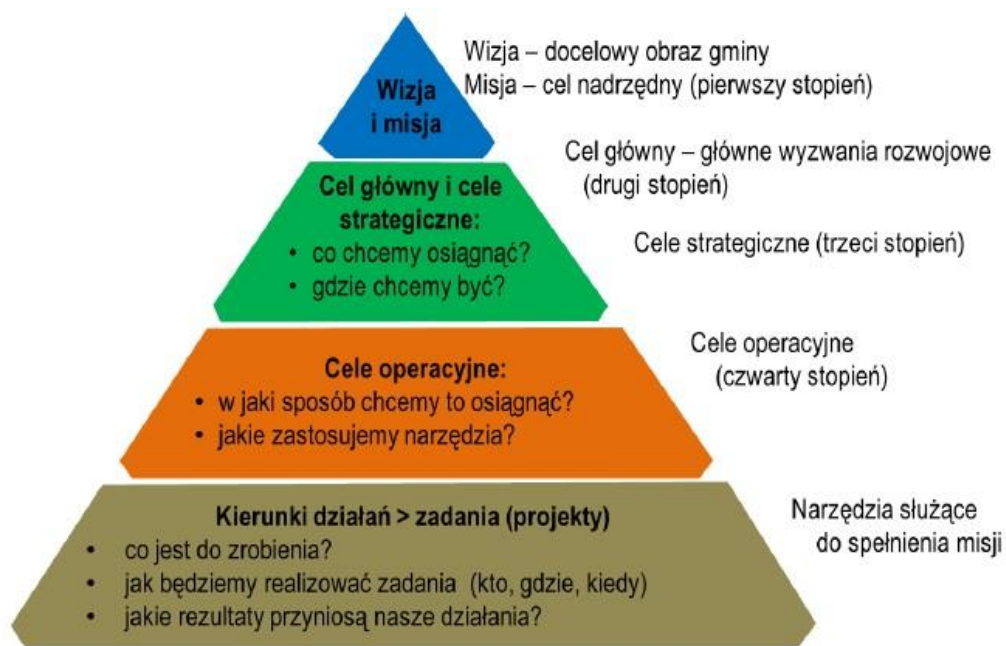 Wizja
i misja
Wizja – docelowy obraz gminy
Misja – cel nadrzędny (pierwszy stopień)
Cel główny i cele
strategiczne:
• co chcemy osiągnąć?
• gdzie chcemy być?
Cel główny – główne wyzwania rozwojowe
(drugi stopień)
Cele strategiczne (trzeci stopień)
Cele operacyjne:
• w jaki sposób chcemy to osiągnąć?
• jakie zastosujemy narzędzia?
Cele operacyjne
(czwarty stopień)
Kierunki działań > zadania (projekty)
• co jest do zrobienia?
• jak będziemy realizować zadania (kto, gdzie, kiedy)
• jakie rezultaty przyniosą nasze działania?
Narzędzia służące
do spełnienia misji